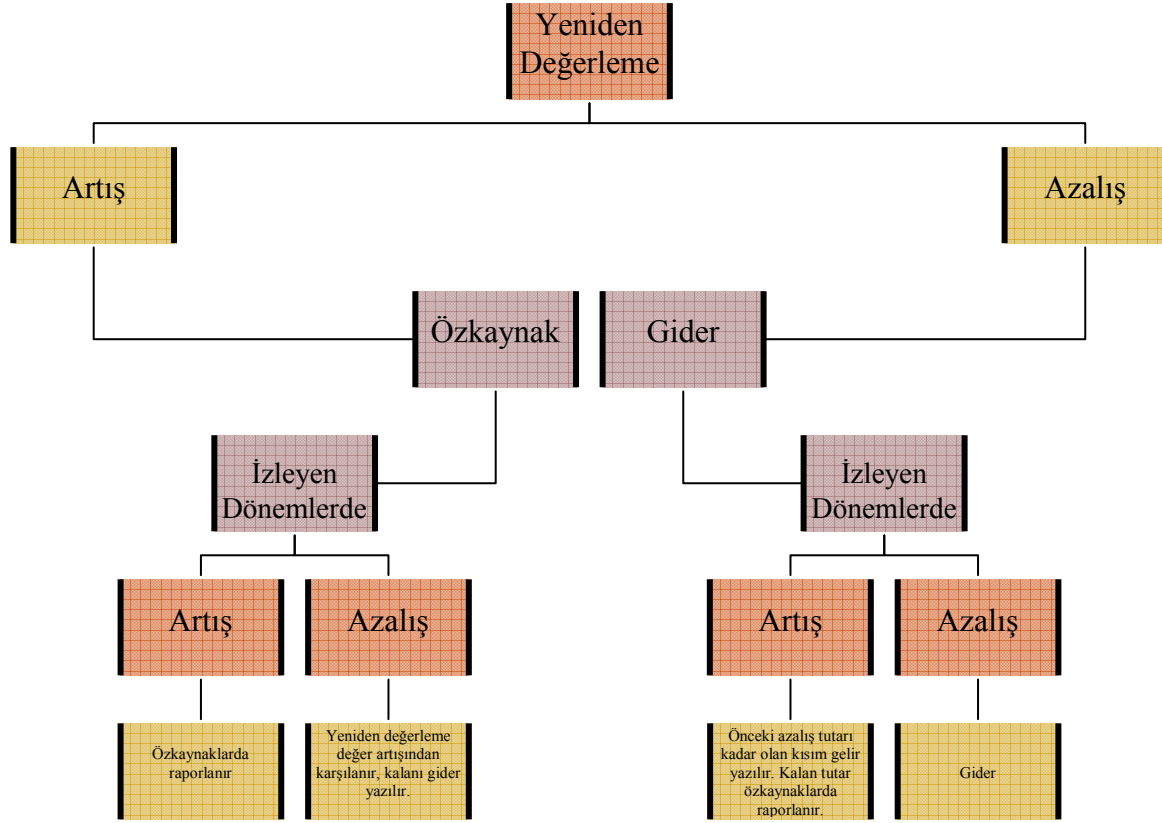 Yeniden
Değerleme
Artış
Azalış
Özkaynak
Gider
İzleyen
Dönemlerde
İzleyen
Dönemlerde
Artış
Azalış
Artış
Azalış
Özkaynaklarda
raporlanır
Yeniden değerleme
değer artışından
karşılanır, kalanı gider
yazılır.
Önceki azalış tutarı
kadar olan kısım gelir
yazılır. Kalan tutar
özkaynaklarda
raporlanır.
Gider